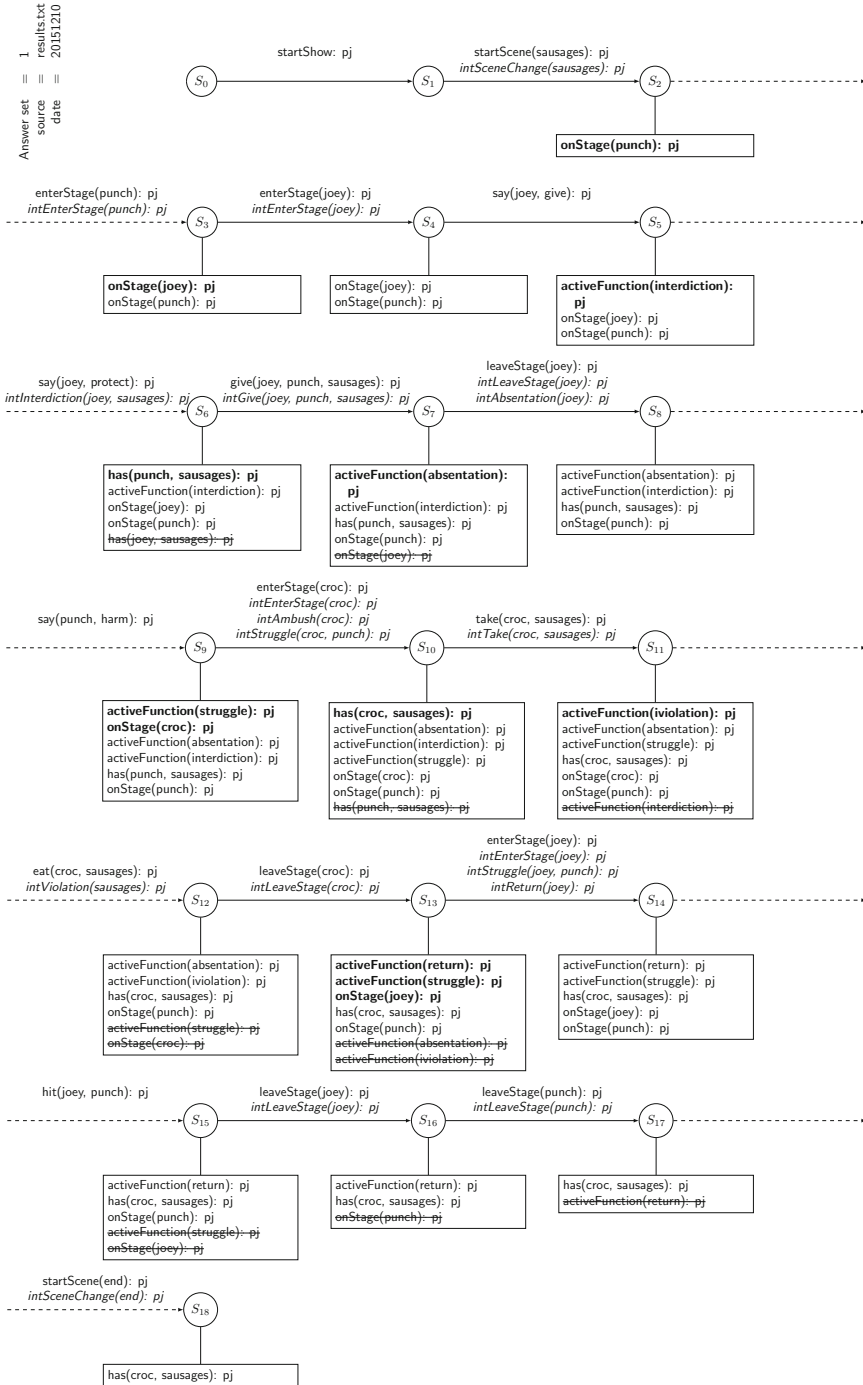 Answer set = 1
source = results.txt
date = 20151210
startShow: pj
startScene(sausages): pj
intSceneChange(sausages): pj
S0
S1
S2
onStage(punch): pj
enterStage(punch): pj
intEnterStage(punch): pj
enterStage(joey): pj
intEnterStage(joey): pj
say(joey, give): pj
S3
S4
S5
onStage(joey): pj
onStage(punch): pj
onStage(joey): pj
onStage(punch): pj
activeFunction(interdiction):
pj
onStage(joey): pj
onStage(punch): pj
say(joey, protect): pj
intInterdiction(joey, sausages): pj
give(joey, punch, sausages): pj
intGive(joey, punch, sausages): pj
leaveStage(joey): pj
intLeaveStage(joey): pj
intAbsentation(joey): pj
S6
S7
S8
has(punch, sausages): pj
activeFunction(interdiction): pj
onStage(joey): pj
onStage(punch): pj
has(joey, sausages): pj
activeFunction(absentation):
pj
activeFunction(interdiction): pj
has(punch, sausages): pj
onStage(punch): pj
onStage(joey): pj
activeFunction(absentation): pj
activeFunction(interdiction): pj
has(punch, sausages): pj
onStage(punch): pj
say(punch, harm): pj
enterStage(croc): pj
intEnterStage(croc): pj
intAmbush(croc): pj
intStruggle(croc, punch): pj
take(croc, sausages): pj
intTake(croc, sausages): pj
S9
S10
S11
activeFunction(struggle): pj
onStage(croc): pj
activeFunction(absentation): pj
activeFunction(interdiction): pj
has(punch, sausages): pj
onStage(punch): pj
has(croc, sausages): pj
activeFunction(absentation): pj
activeFunction(interdiction): pj
activeFunction(struggle): pj
onStage(croc): pj
onStage(punch): pj
has(punch, sausages): pj
activeFunction(iviolation): pj
activeFunction(absentation): pj
activeFunction(struggle): pj
has(croc, sausages): pj
onStage(croc): pj
onStage(punch): pj
activeFunction(interdiction): pj
eat(croc, sausages): pj
intViolation(sausages): pj
leaveStage(croc): pj
intLeaveStage(croc): pj
enterStage(joey): pj
intEnterStage(joey): pj
intStruggle(joey, punch): pj
intReturn(joey): pj
S12
S13
S14
activeFunction(absentation): pj
activeFunction(iviolation): pj
has(croc, sausages): pj
onStage(punch): pj
activeFunction(struggle): pj
onStage(croc): pj
activeFunction(return): pj
activeFunction(struggle): pj
onStage(joey): pj
has(croc, sausages): pj
onStage(punch): pj
activeFunction(absentation): pj
activeFunction(iviolation): pj
activeFunction(return): pj
activeFunction(struggle): pj
has(croc, sausages): pj
onStage(joey): pj
onStage(punch): pj
hit(joey, punch): pj
leaveStage(joey): pj
intLeaveStage(joey): pj
leaveStage(punch): pj
intLeaveStage(punch): pj
S15
S16
S17
activeFunction(return): pj
has(croc, sausages): pj
onStage(punch): pj
activeFunction(struggle): pj
onStage(joey): pj
activeFunction(return): pj
has(croc, sausages): pj
onStage(punch): pj
has(croc, sausages): pj
activeFunction(return): pj
startScene(end): pj
intSceneChange(end): pj
S18
has(croc, sausages): pj